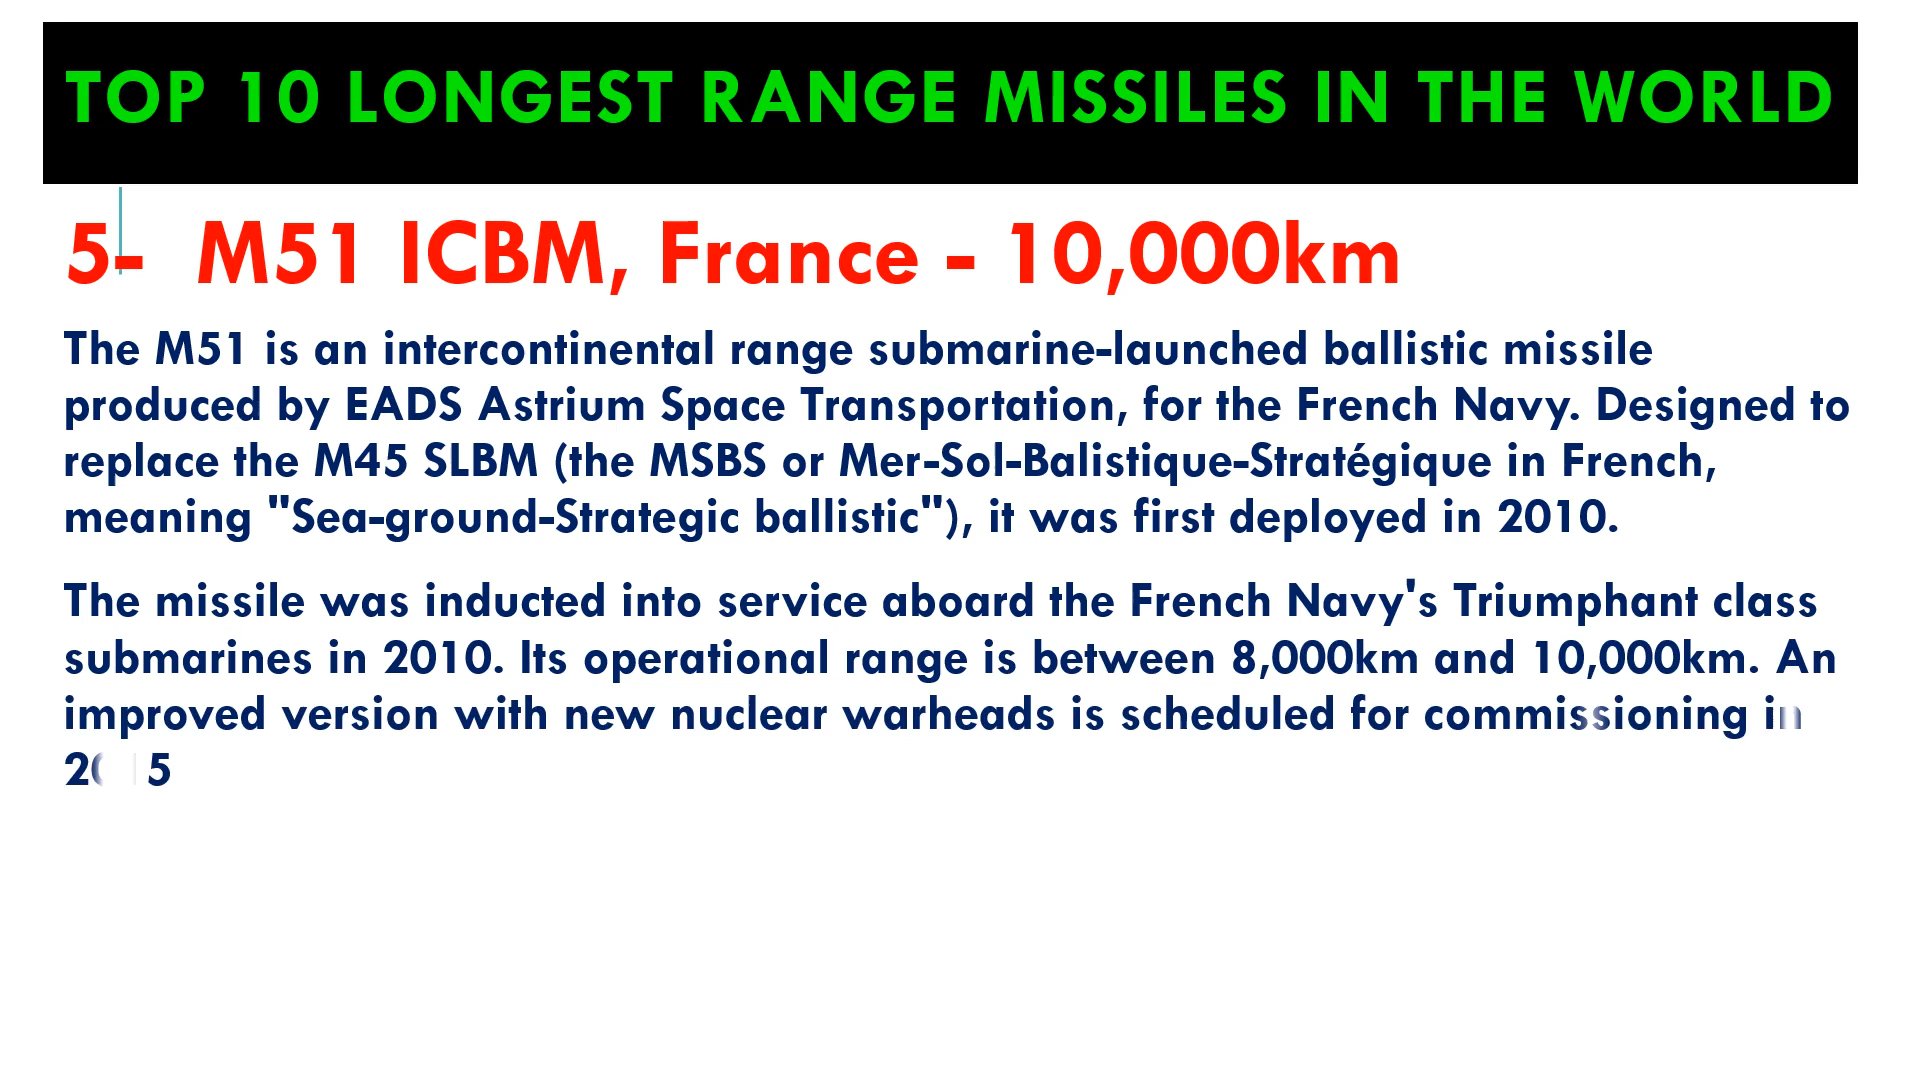 TOP 10 LONGEST RANGE MISSILES IN THE WORLD
5- M51 ICBM, France - 10,000km
The M51 is an intercontinental range submarine-launched ballistic missile
produced by EADS Astrium Space Transportation, for the French Navy. Designed to
replace the M45 SLBM (the MSBS or Mer-Sol-Balistique-Stratégique in French,
meaning "Sea-ground-Strategic ballistic"), it was first deployed in 2010.
The missile was inducted into service aboard the French Navy's Triumphant class
submarines in 2010. Its operational range is between 8,000km and 10,000km. An
improved version with new nuclear warheads is scheduled for commissioning in